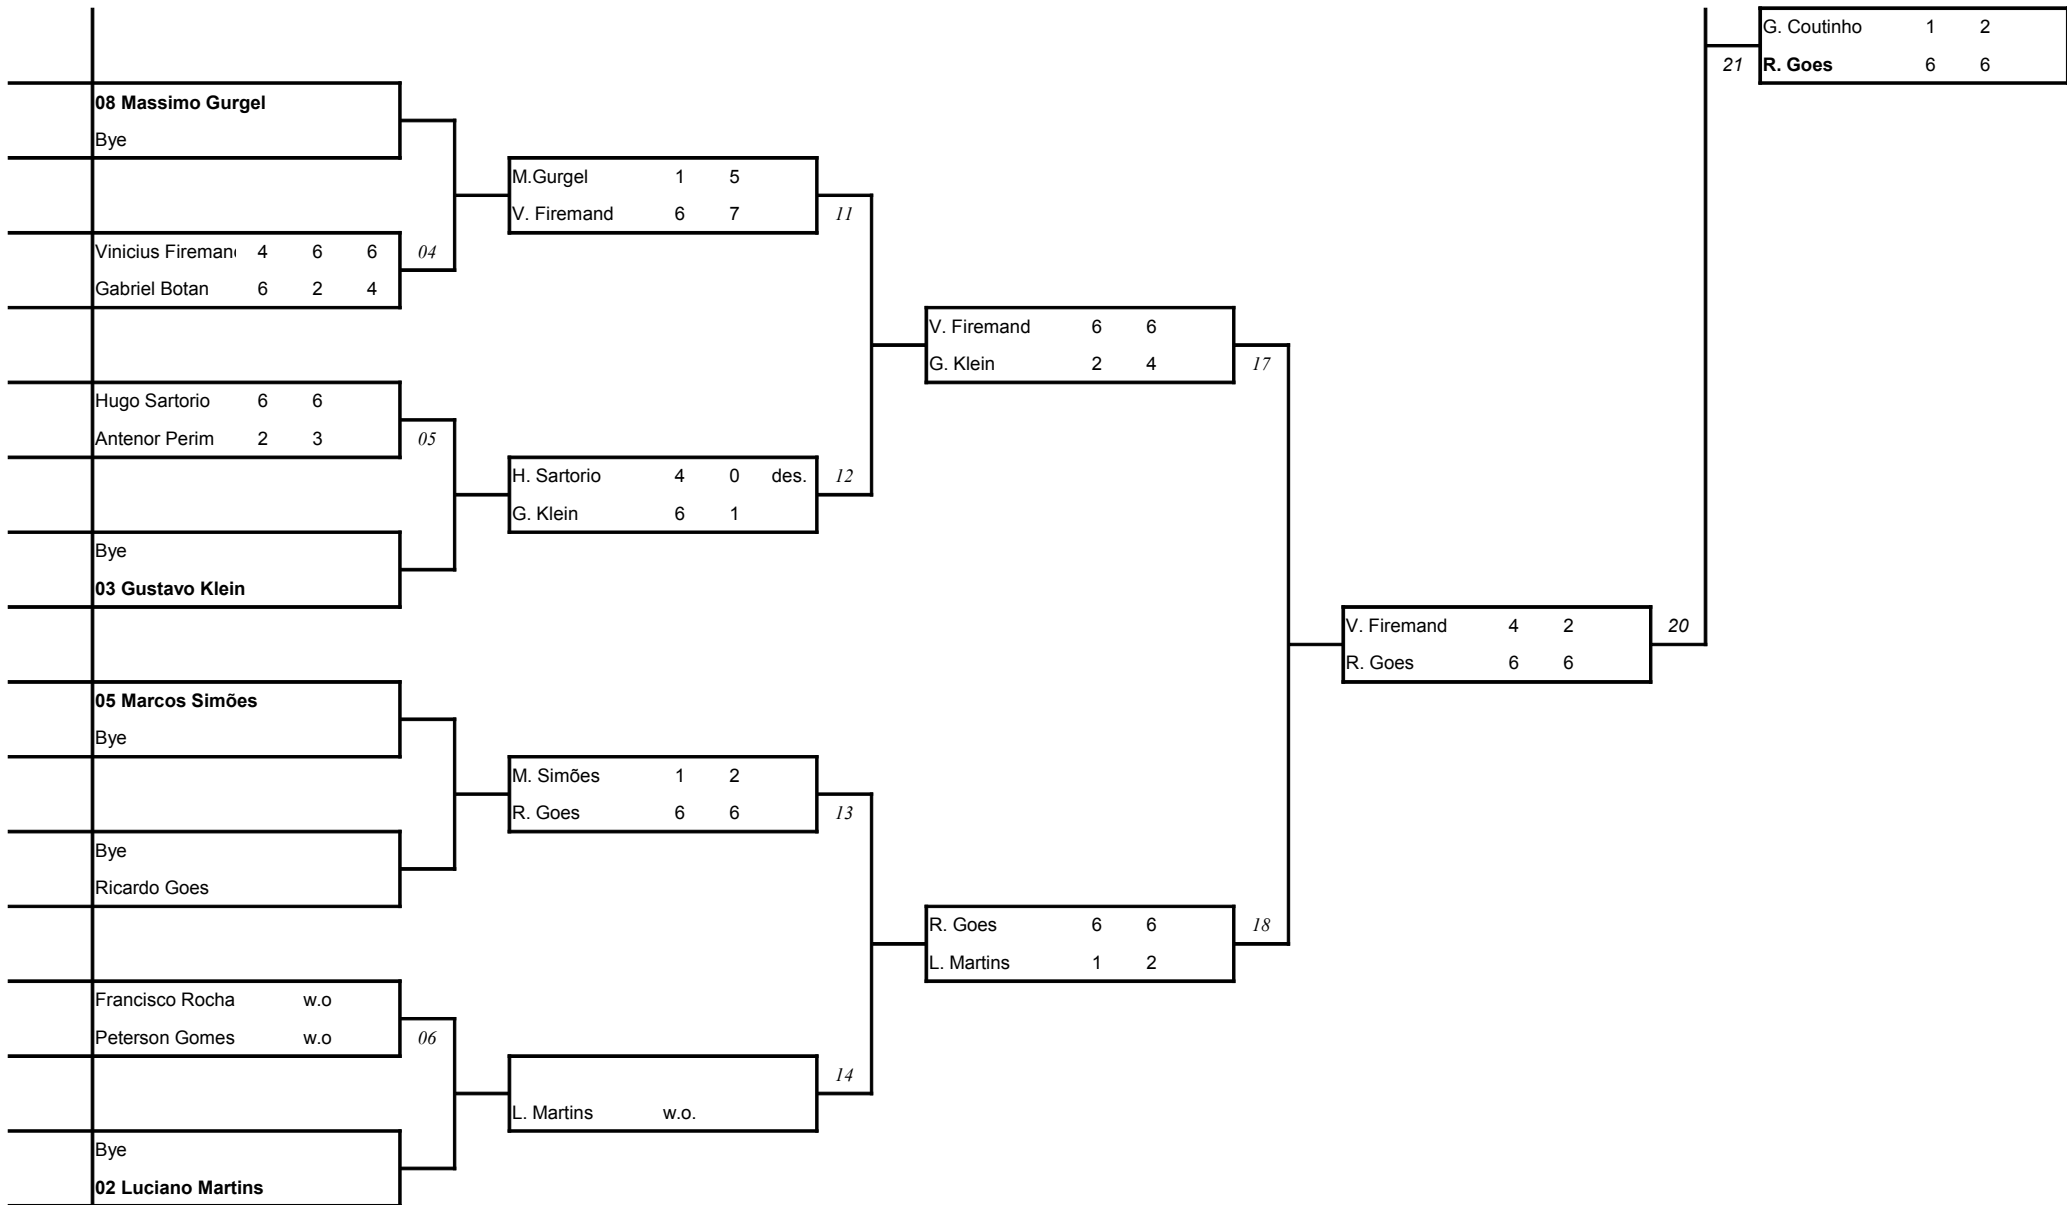 G. Coutinho 1 2
21 R. Goes 6 6
08 Massimo Gurgel
Bye
M.Gurgel 1 5
V. Firemand 6 7 11
Vinicius Firemand 4 6 6 04
Gabriel Botan 6 2 4
V. Firemand 6 6
G. Klein 2 4 17
Hugo Sartorio 6 6
Antenor Perim 2 3 05
H. Sartorio 4 0 des. 12
G. Klein 6 1
Bye
03 Gustavo Klein
V. Firemand 4 2 20
R. Goes 6 6
05 Marcos Simões
Bye
M. Simões 1 2
R. Goes 6 6 13
Bye
Ricardo Goes
R. Goes 6 6 18
L. Martins 1 2
Francisco Rocha w.o
Peterson Gomes w.o 06
14
L. Martins w.o.
Bye
02 Luciano Martins